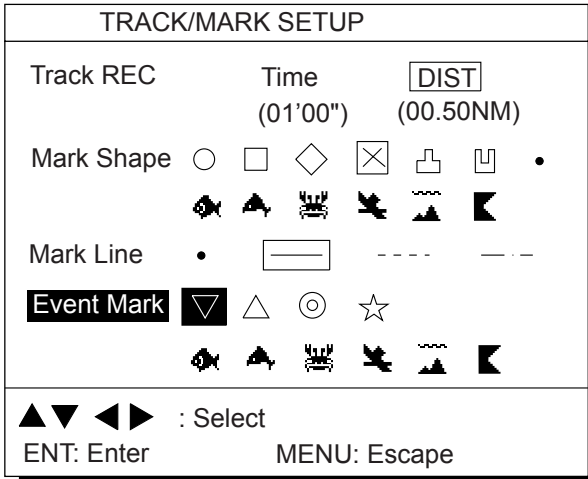 TRACK/MARK SETUP
Track REC Time DIST
(01'00") (00.50NM)
Mark Shape
Mark Line
Event Mark
: Select
ENT: Enter MENU: Escape